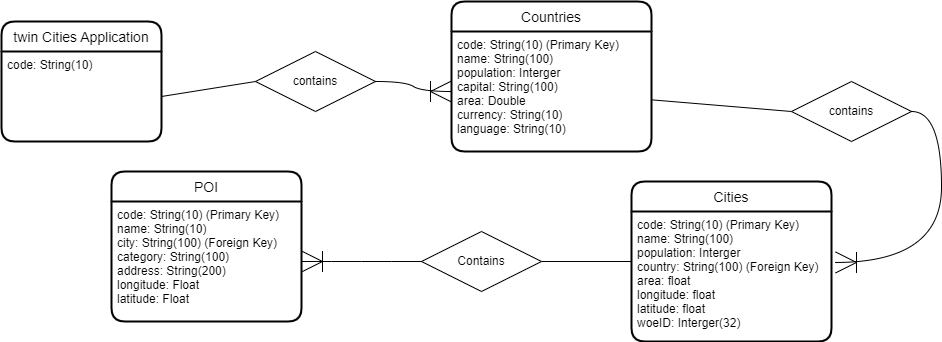 twin Cities Application
code: String(10)
contains
Countries
code: String(10) (Primary Key)
name: String(100)
population: Interger
capital: String(100)
area: Double
currency: String(10)
language: String(10)
contains
POI
code: String(10) (Primary Key)
name: String(10)
city: String(100) (Foreign Key)
category: String(100)
address: String(200)
longitude: Float
latitude: Float
Contains
Cities
code: String(10) (Primary Key)
name: String(100)
population: Interger
country: String(100) (Foreign Key)
area: float
longitude: float
latitude: float
woeID: Interger(32)